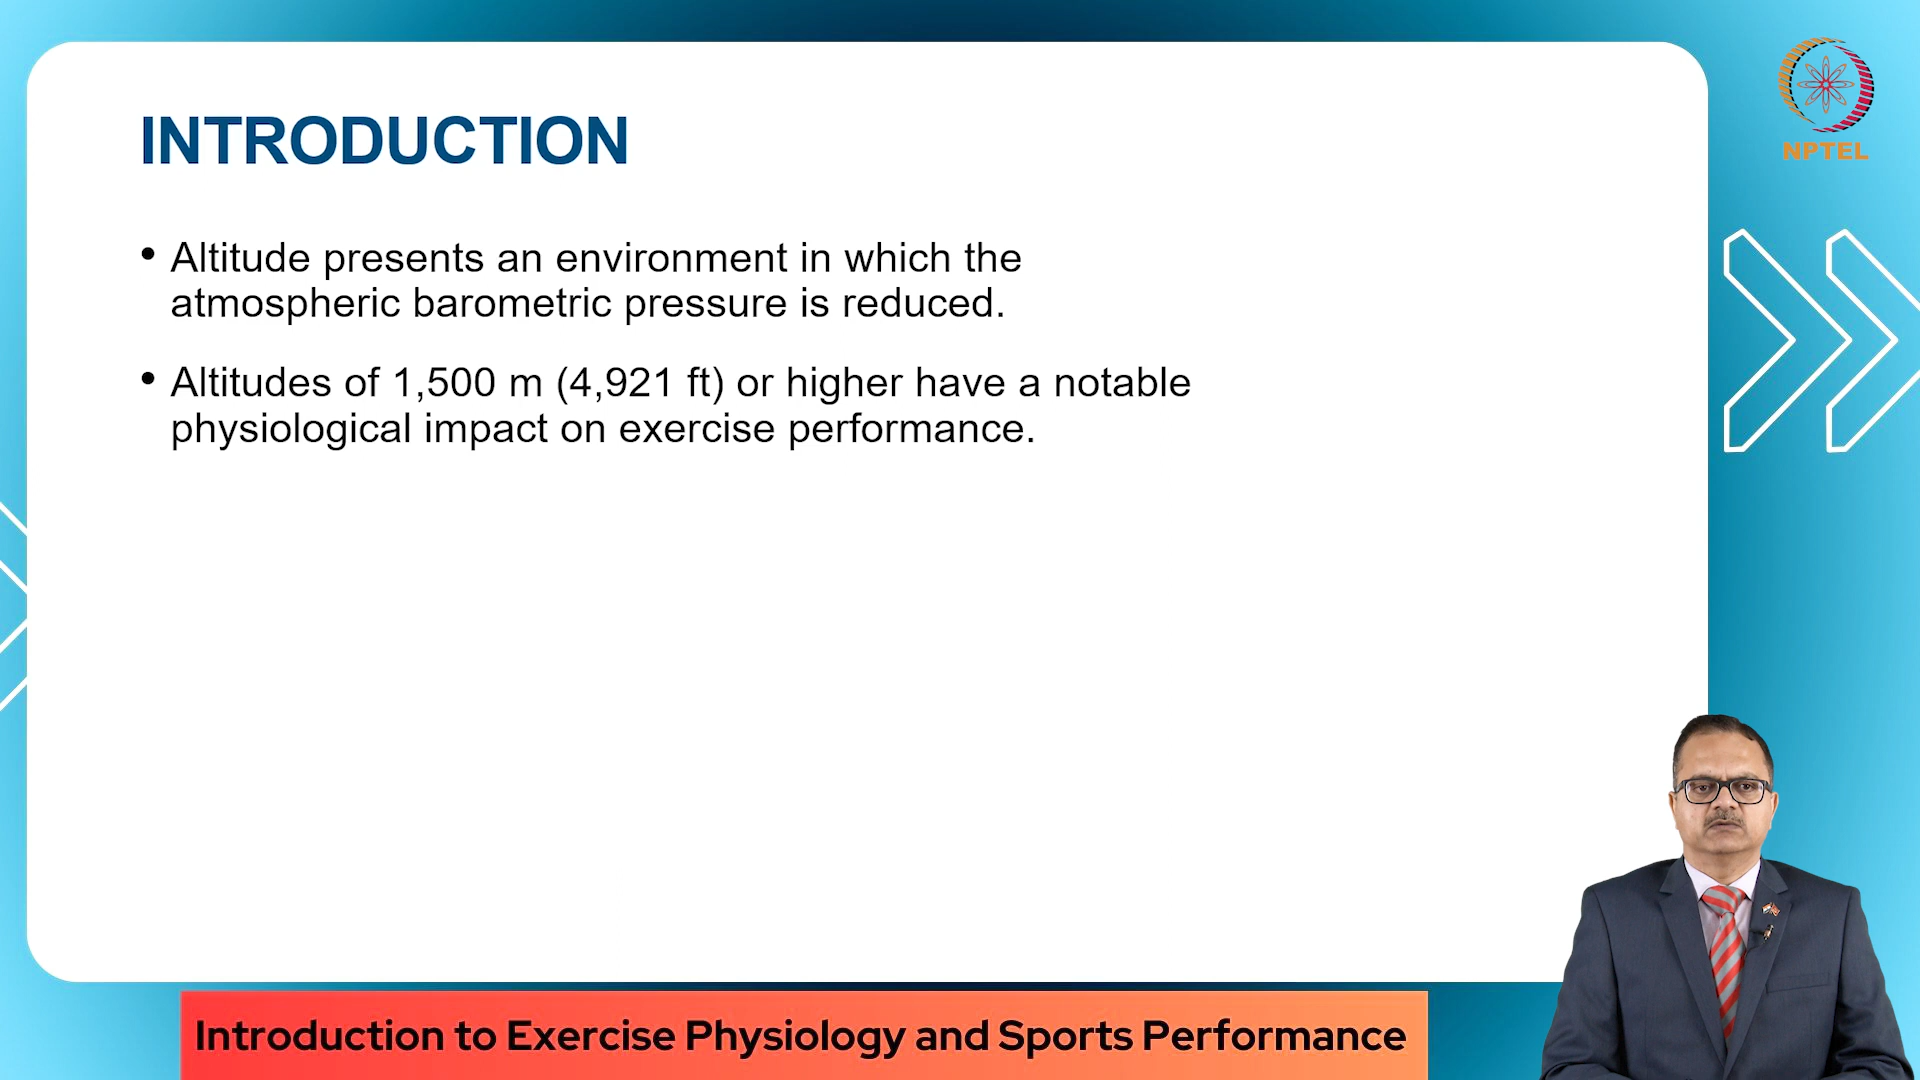 INTRODUCTION
• Altitude presents an environment in which the
atmospheric barometric pressure is reduced.
• Altitudes of 1,500 m (4,921 ft) or higher have a notable
physiological impact on exercise performance.
NPTEL
Introduction to Exercise Physiology and Sports Performance